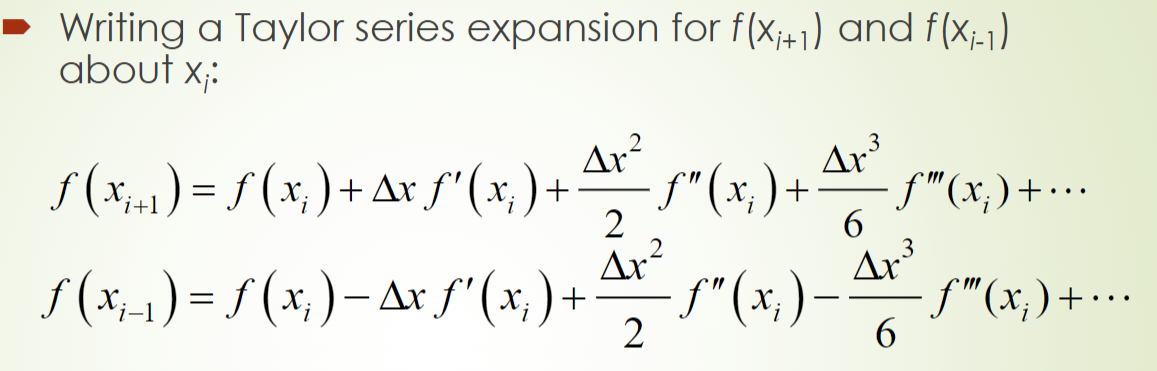 Writing a Taylor series expansion for f(xᵢ₊₁) and f(xᵢ₋₁)
about xᵢ:
f(xᵢ₊₁) = f(xᵢ) + Δx f'(xᵢ) + Δx²/2 f"(xᵢ) + Δx³/6 f'''(xᵢ) + ⋯
f(xᵢ₋₁) = f(xᵢ) − Δx f'(xᵢ) + Δx²/2 f"(xᵢ) − Δx³/6 f'''(xᵢ) + ⋯